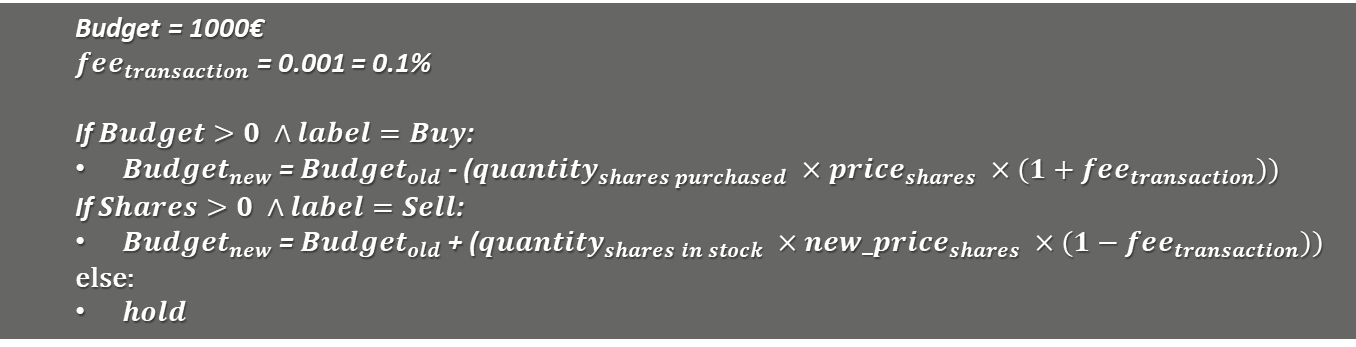 Budget = 1000€
fee_transaction = 0.001 = 0.1%
If Budget > 0 ∧ label = Buy:
• Budget_new = Budget_old - (quantity_shares purchased × price_shares × (1 + fee_transaction))
If Shares > 0 ∧ label = Sell:
• Budget_new = Budget_old + (quantity_shares in stock × new_price_shares × (1 − fee_transaction))
else:
• hold